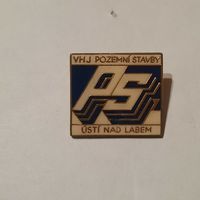 VHJ POZEMNÍ STAVBY
PS
ÚSTÍ NAD LABEM